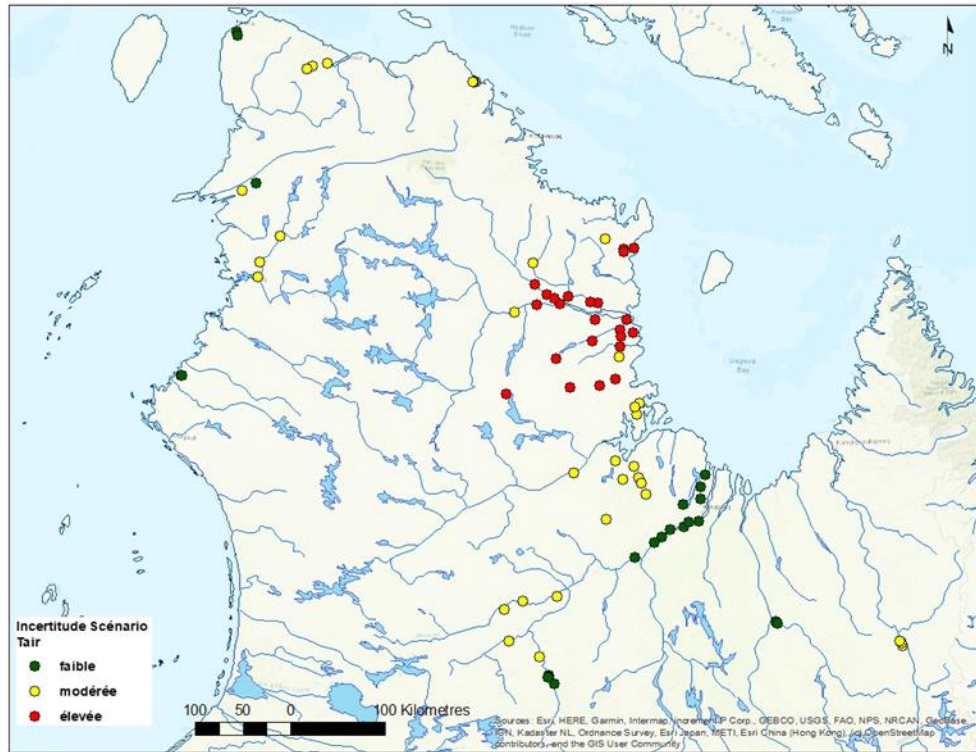 N
Ungava
Bay
Incertitude Scénario
Tair
faible
modérée
élevée
100 50 0 100 Kilometres
Sources: Esri, HERE, Garmin, Intermap, increment P Corp., GEBCO, USGS, FAO, NPS, NRCAN, GeoBase,
IGN, Kadaster NL, Ordnance Survey, Esri Japan, METI, Esri China (Hong Kong), (c) OpenStreetMap
contributors, and the GIS User Community